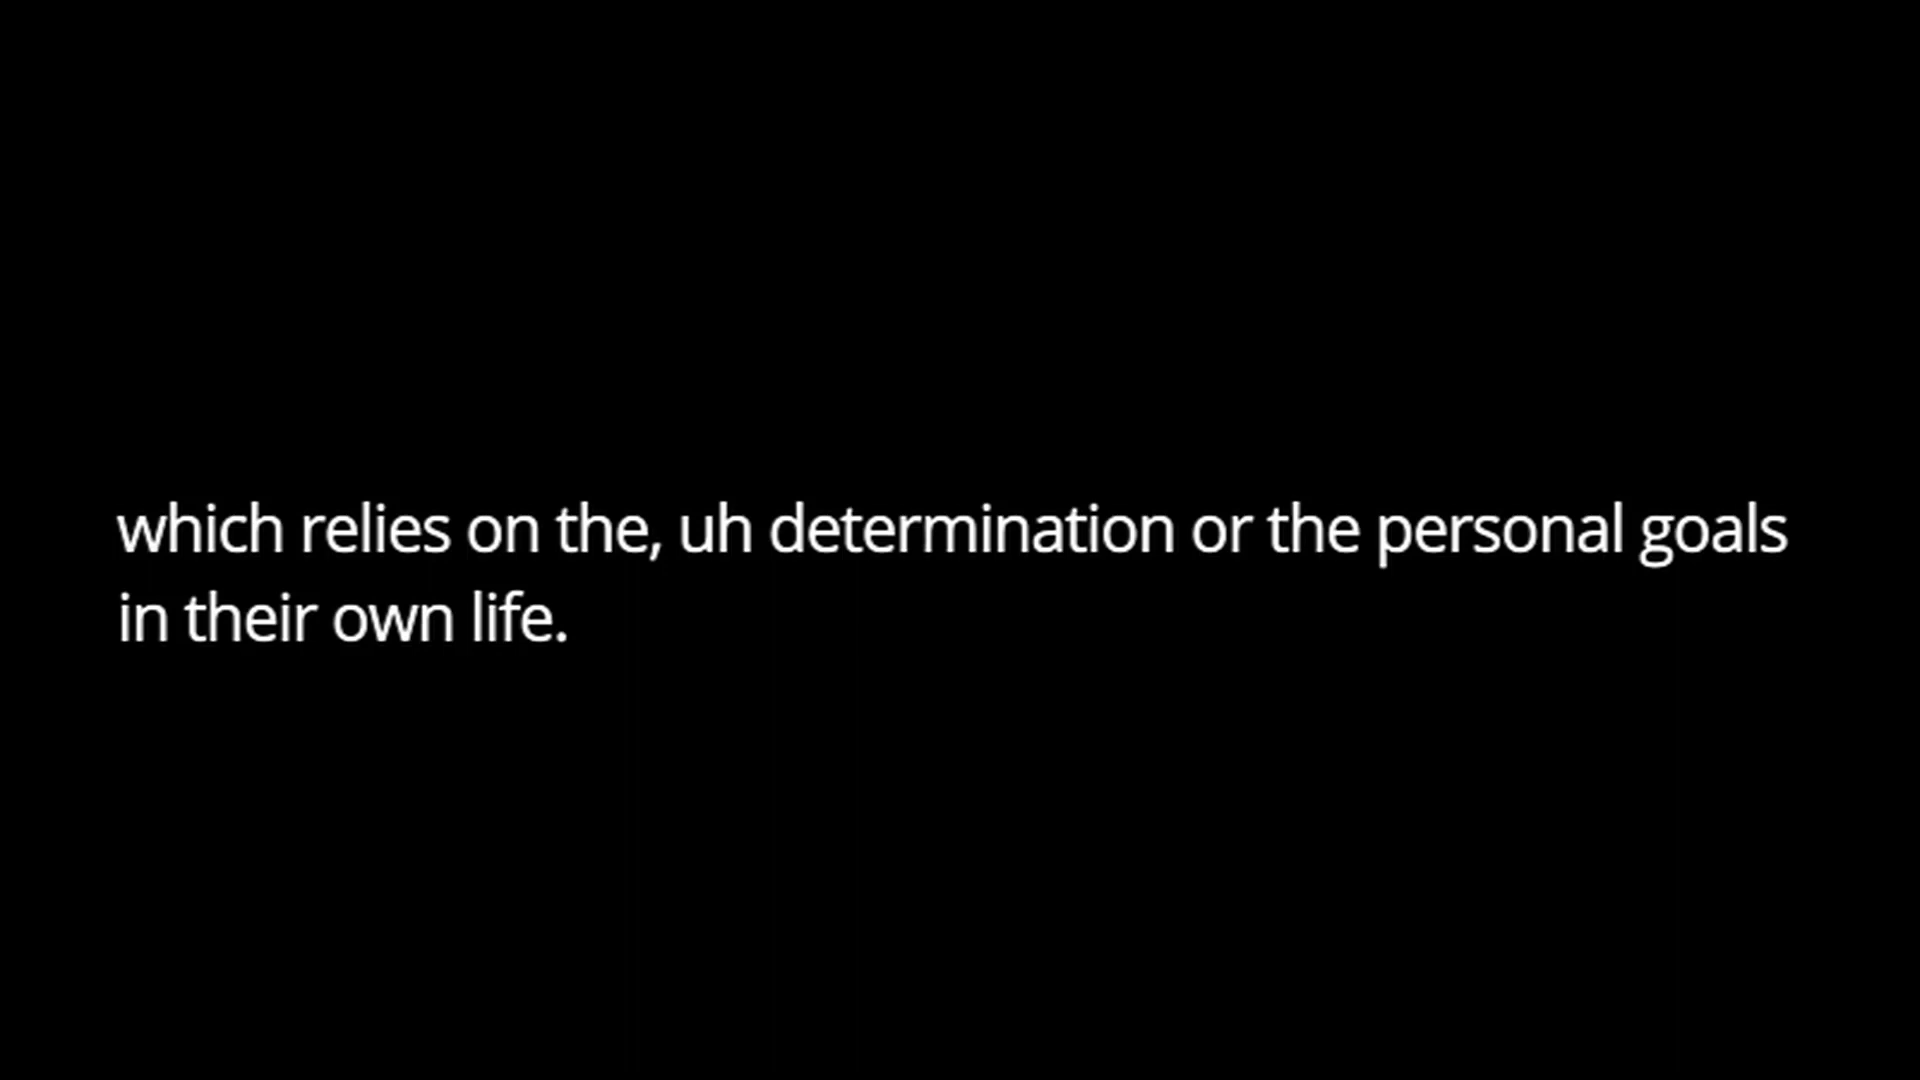 which relies on the, uh determination or the personal goals
in their own life.